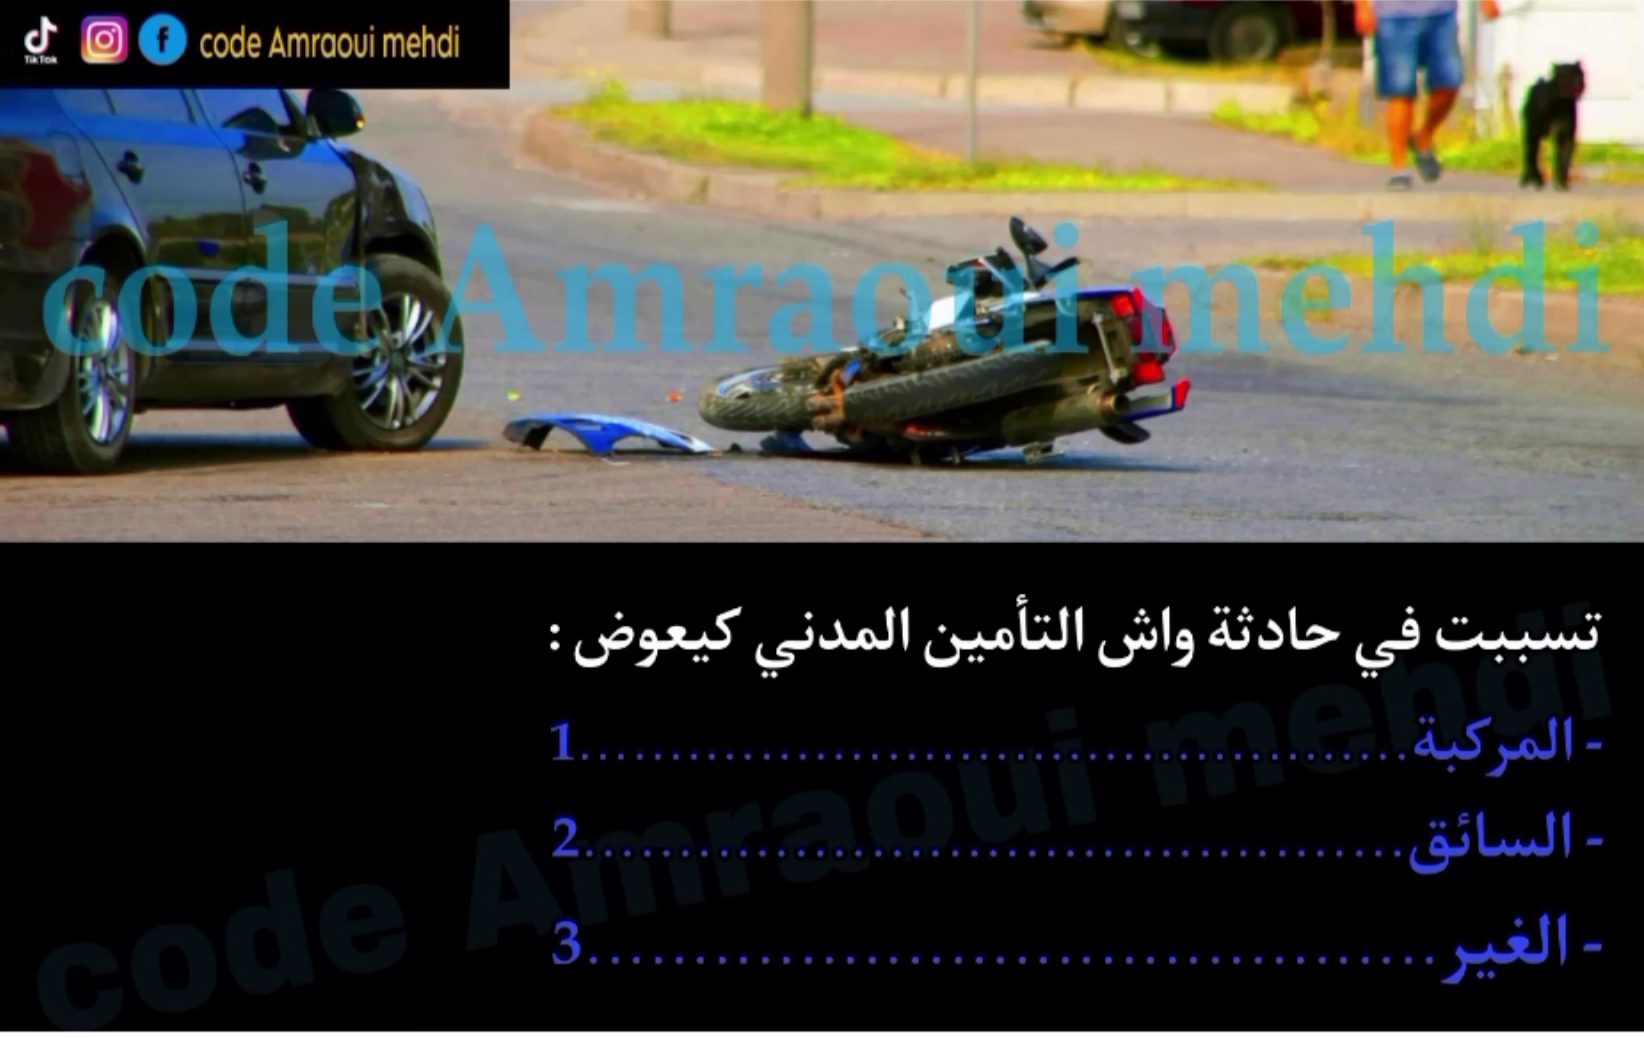 TikTok
code Amraoui mehdi
code Amraoui mehdi
تسببت في حادثة واش التأمين المدني كيعوض :
- المركبة........................................1
- السائق........................................2
- الغير........................................3
code Amraoui mehdi